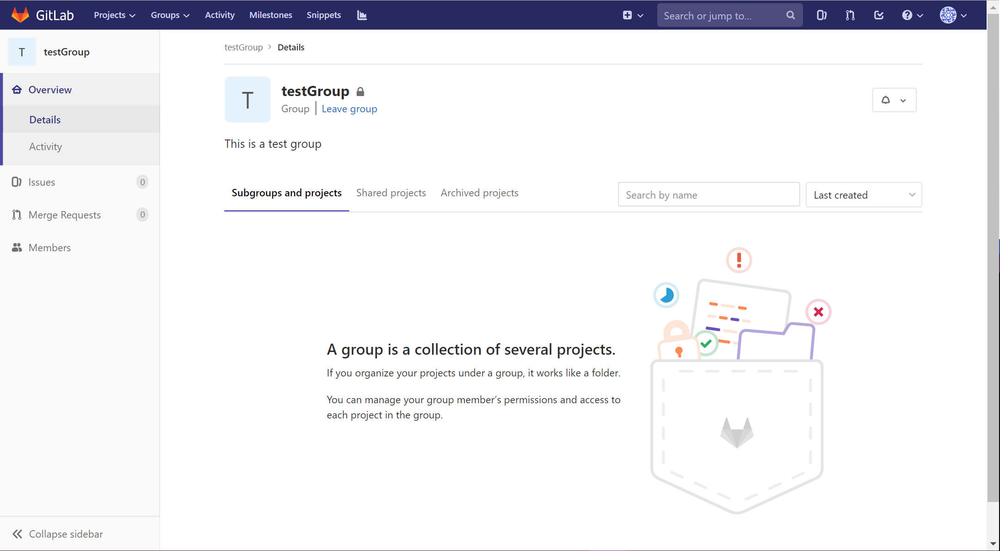 GitLab Projects Groups Activity Milestones Snippets Search or jump to...
T testGroup
Overview
Details
Activity
Issues 0
Merge Requests 0
Members
Collapse sidebar
testGroup Details
T
testGroup
Group Leave group
This is a test group
Subgroups and projects Shared projects Archived projects Search by name Last created
A group is a collection of several projects.
If you organize your projects under a group, it works like a folder.
You can manage your group member’s permissions and access to
each project in the group.